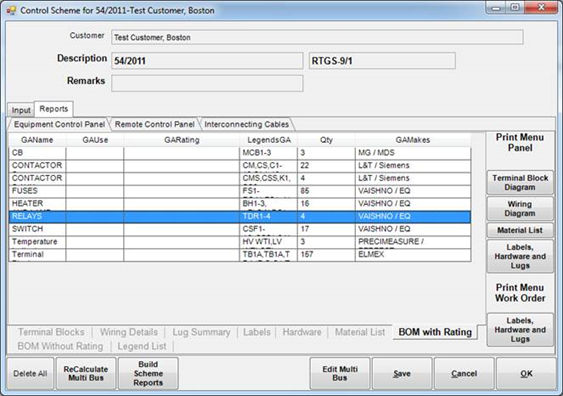 Control Scheme for 54/2011-Test Customer, Boston
Customer Test Customer, Boston
Description 54/2011 RTGS-9/1
Remarks
Input Reports
Equipment Control Panel Remote Control Panel Interconnecting Cables
GAName GAUse GARating LegendsGA Qty GAMakes
CB MCB1-3 3 MG / MDS
CONTACTOR CM,CS,C1- 22 L&T / Siemens
CONTACTOR CMS,CSS,K1, 4 L&T / Siemens
FUSES FS1- 85 VAISHNO / EQ
HEATER BH1-3, 16 VAISHNO / EQ
RELAYS TDR1-4 4 VAISHNO / EQ
SWITCH CSF1- 17 VAISHNO / EQ
Temperature HV WTI,LV 3 PRECIMEASURE /
Terminal TB1A,TB1A,T 157 ELMEX
Terminal Blocks Wiring Details Lug Summary Labels Hardware Material List BOM with Rating
BOM Without Rating Legend List
Print Menu
Panel
Terminal Block
Diagram
Wiring
Diagram
Material List
Labels,
Hardware and
Lugs
Print Menu
Work Order
Labels,
Hardware and
Lugs
Delete All
ReCalculate
Multi Bus
Build
Scheme
Reports
Edit Multi
Bus
Save
Cancel
OK